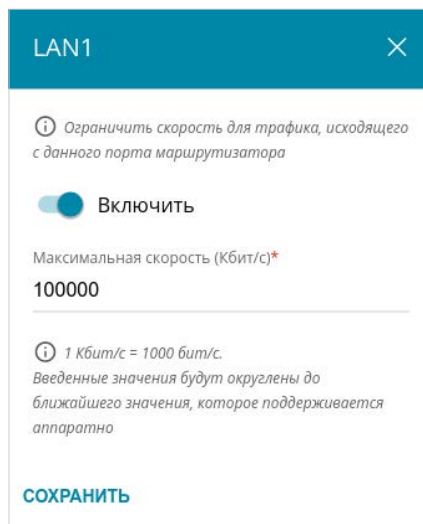 LAN1
Ограничить скорость для трафика, исходящего
с данного порта маршрутизатора
Включить
Максимальная скорость (Кбит/с)*
100000
1 Кбит/с = 1000 бит/с.
Введенные значения будут округлены до
ближайшего значения, которое поддерживается
аппаратно
СОХРАНИТЬ